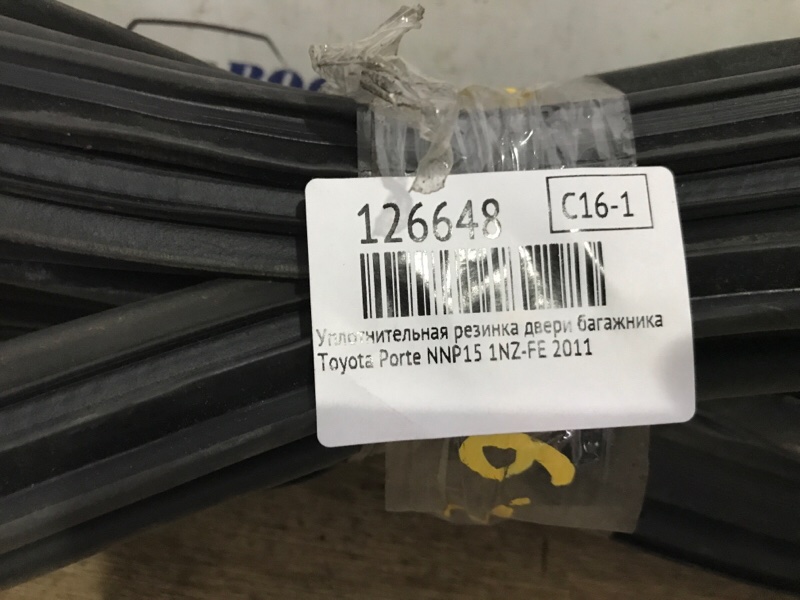 126648
C16-1
Уплотнительная резинка двери багажника
Toyota Porte NNP15 1NZ-FE 2011